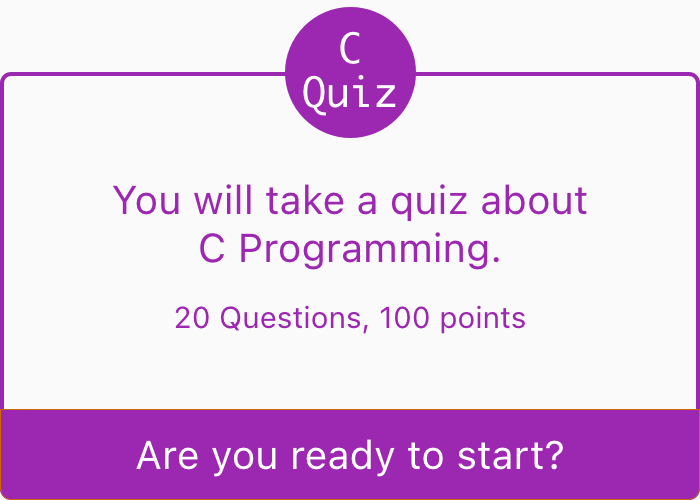 C
Quiz
You will take a quiz about
C Programming.
20 Questions, 100 points
Are you ready to start?